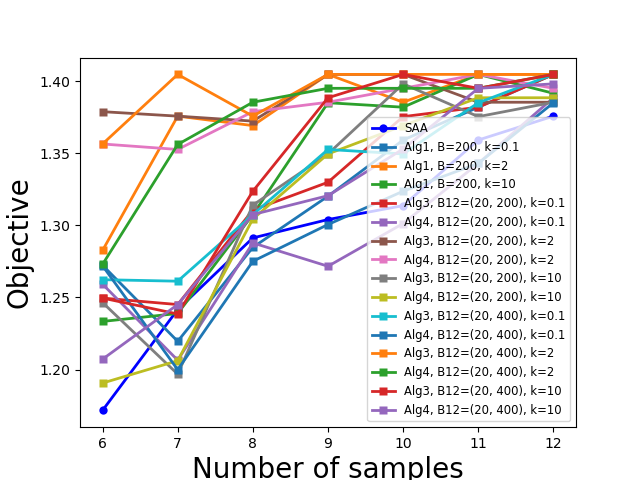 Objective
1.40
1.35
1.30
1.25
1.20
6
7
8
9
10
11
12
Number of samples
SAA
Alg1, B=200, k=0.1
Alg1, B=200, k=2
Alg1, B=200, k=10
Alg3, B12=(20, 200), k=0.1
Alg4, B12=(20, 200), k=0.1
Alg3, B12=(20, 200), k=2
Alg4, B12=(20, 200), k=2
Alg3, B12=(20, 200), k=10
Alg4, B12=(20, 200), k=10
Alg3, B12=(20, 400), k=0.1
Alg4, B12=(20, 400), k=0.1
Alg3, B12=(20, 400), k=2
Alg4, B12=(20, 400), k=2
Alg3, B12=(20, 400), k=10
Alg4, B12=(20, 400), k=10